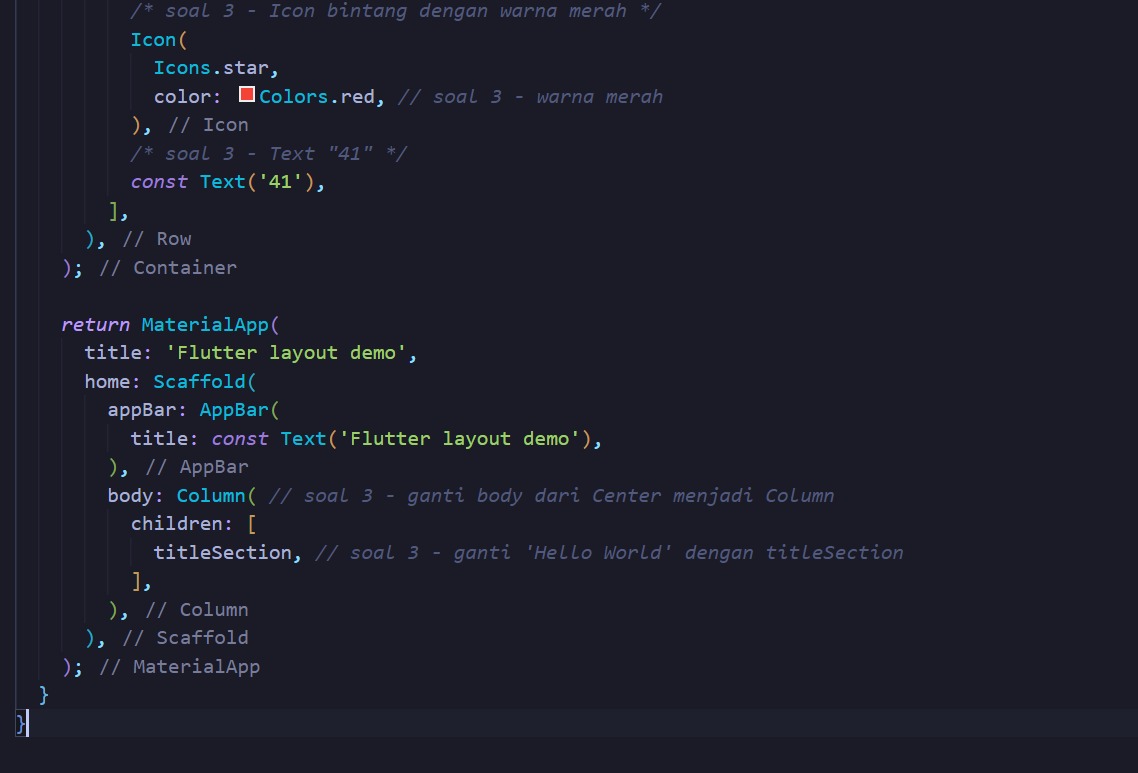 /* soal 3 - Icon bintang dengan warna merah */
Icon(
Icons.star,
color: Colors.red, // soal 3 - warna merah
), // Icon
/* soal 3 - Text "41" */
const Text('41'),
],
), // Row
); // Container
return MaterialApp(
title: 'Flutter layout demo',
home: Scaffold(
appBar: AppBar(
title: const Text('Flutter layout demo'),
), // AppBar
body: Column( // soal 3 - ganti body dari Center menjadi Column
children: [
titleSection, // soal 3 - ganti 'Hello World' dengan titleSection
],
), // Column
), // Scaffold
); // MaterialApp
}
}